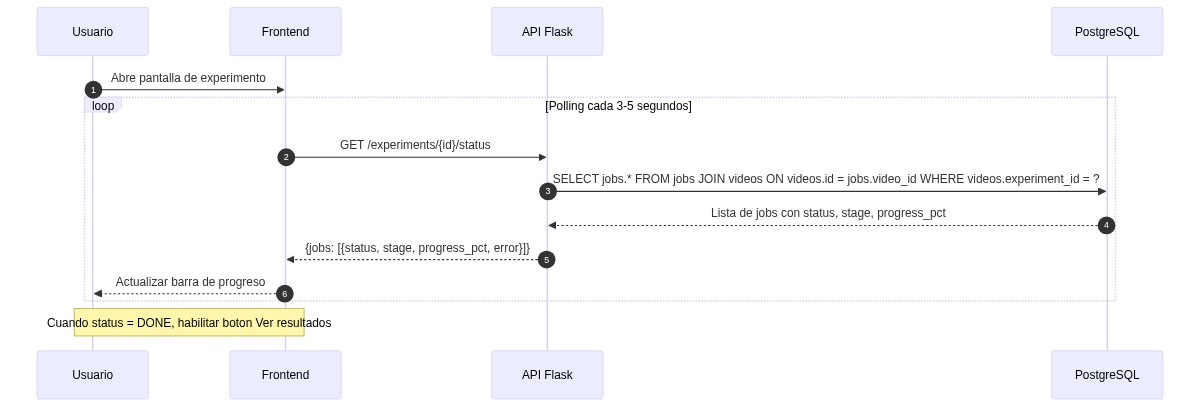 Usuario
Frontend
API Flask
PostgreSQL
Abre pantalla de experimento
1
loop
[Polling cada 3-5 segundos]
GET /experiments/{id}/status
2
SELECT jobs.* FROM jobs JOIN videos ON videos.id = jobs.video_id WHERE videos.experiment_id = ?
3
Lista de jobs con status, stage, progress_pct
4
{jobs: [{status, stage, progress_pct, error}]}
5
Actualizar barra de progreso
6
Cuando status = DONE, habilitar boton Ver resultados
Usuario
Frontend
API Flask
PostgreSQL